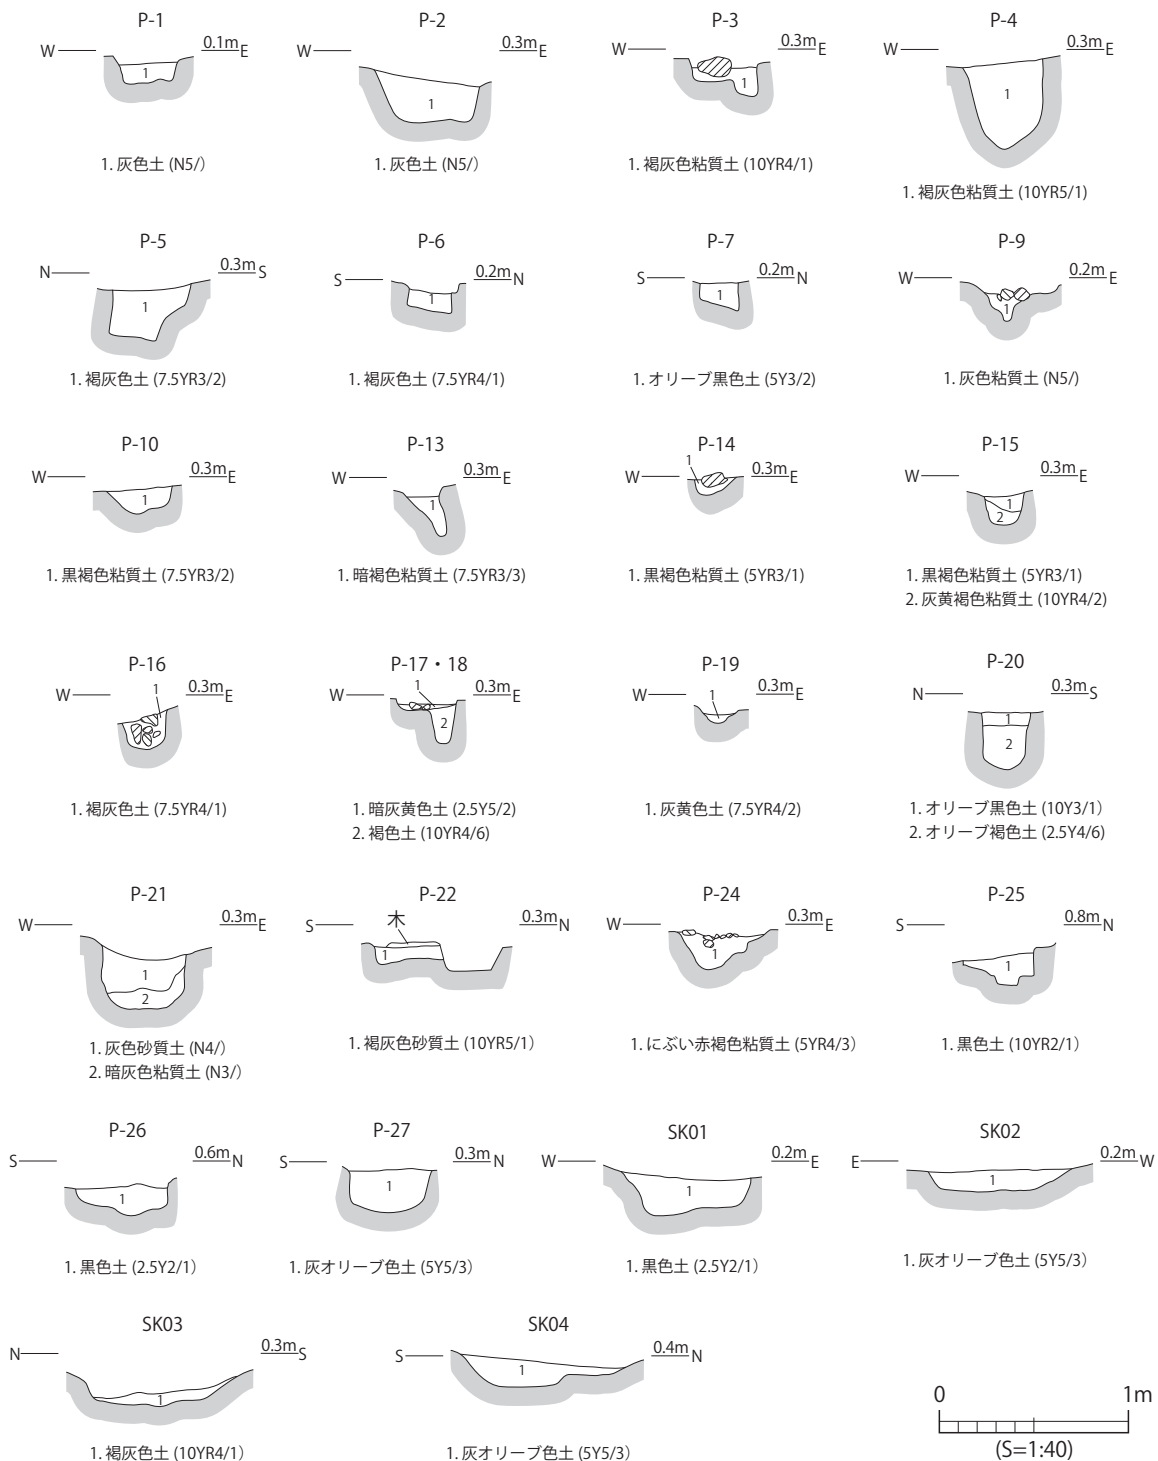 P-1
W 0.1m E
1
1. 灰色土 (N5/)
P-2
W 0.3m E
1
1. 灰色土 (N5/)
P-3
W 0.3m E
1
1. 褐灰色粘質土 (10YR4/1)
P-4
W 0.3m E
1
1. 褐灰色粘質土 (10YR5/1)
P-5
N 0.3m S
1
1. 褐灰色土 (7.5YR3/2)
P-6
S 0.2m N
1
1. 褐灰色土 (7.5YR4/1)
P-7
S 0.2m N
1
1. オリーブ黒色土 (5Y3/2)
P-9
W 0.2m E
1
1. 灰色粘質土 (N5/)
P-10
W 0.3m E
1
1. 黒褐色粘質土 (7.5YR3/2)
P-13
W 0.3m E
1
1. 暗褐色粘質土 (7.5YR3/3)
P-14
1
W 0.3m E
1. 黒褐色粘質土 (5YR3/1)
P-15
W 0.3m E
1
2
1. 黒褐色粘質土 (5YR3/1)
2. 灰黄褐色粘質土 (10YR4/2)
P-16
W 1 0.3m E
1. 褐灰色土 (7.5YR4/1)
P-17・18
W 1 0.3m E
2
1. 暗灰黄色土 (2.5Y5/2)
2. 褐色土 (10YR4/6)
P-19
W 1 0.3m E
1. 灰黄色土 (7.5YR4/2)
P-20
N 0.3m S
1
2
1. オリーブ黒色土 (10Y3/1)
2. オリーブ褐色土 (2.5Y4/6)
P-21
W 0.3m E
1
2
1. 灰色砂質土 (N4/)
2. 暗灰色粘質土 (N3/)
P-22
木
S 0.3m N
1
1. 褐灰色砂質土 (10YR5/1)
P-24
W 0.3m E
1
1. にぶい赤褐色粘質土 (5YR4/3)
P-25
S 0.8m N
1
1. 黒色土 (10YR2/1)
P-26
S 0.6m N
1
1. 黒色土 (2.5Y2/1)
P-27
S 0.3m N
1
1. 灰オリーブ色土 (5Y5/3)
SK01
W 0.2m E
1
1. 黒色土 (2.5Y2/1)
SK02
E 0.2m W
1
1. 灰オリーブ色土 (5Y5/3)
SK03
N 0.3m S
1
1. 褐灰色土 (10YR4/1)
SK04
S 0.4m N
1
1. 灰オリーブ色土 (5Y5/3)
0 1m
(S=1:40)